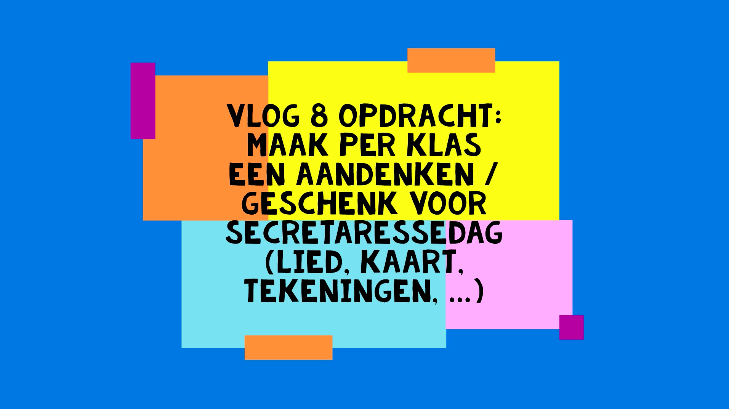 VLOG 8 OPDRACHT:
MAAK PER KLAS
EEN AANDENKEN /
GESCHENK VOOR
SECRETARESSEDAG
(LIED, KAART,
TEKENINGEN, ...)